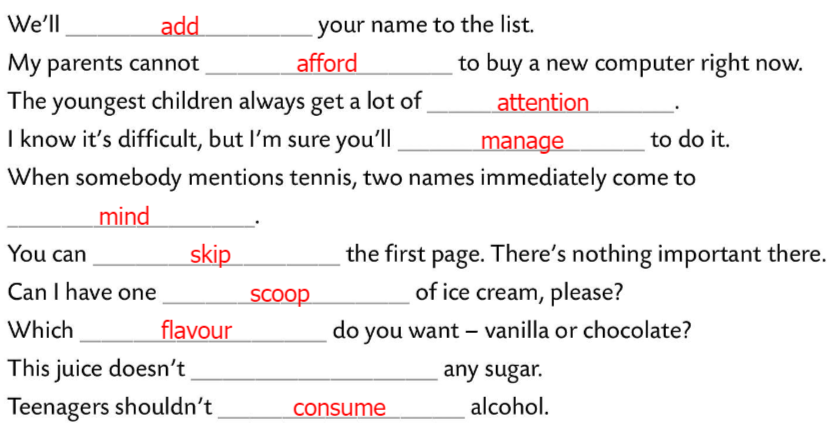 We'll add your name to the list.
My parents cannot afford to buy a new computer right now.
The youngest children always get a lot of attention.
I know it's difficult, but I'm sure you'll manage to do it.
When somebody mentions tennis, two names immediately come to
mind.
You can skip the first page. There's nothing important there.
Can I have one scoop of ice cream, please?
Which flavour do you want – vanilla or chocolate?
This juice doesn't ____________ any sugar.
Teenagers shouldn't consume alcohol.